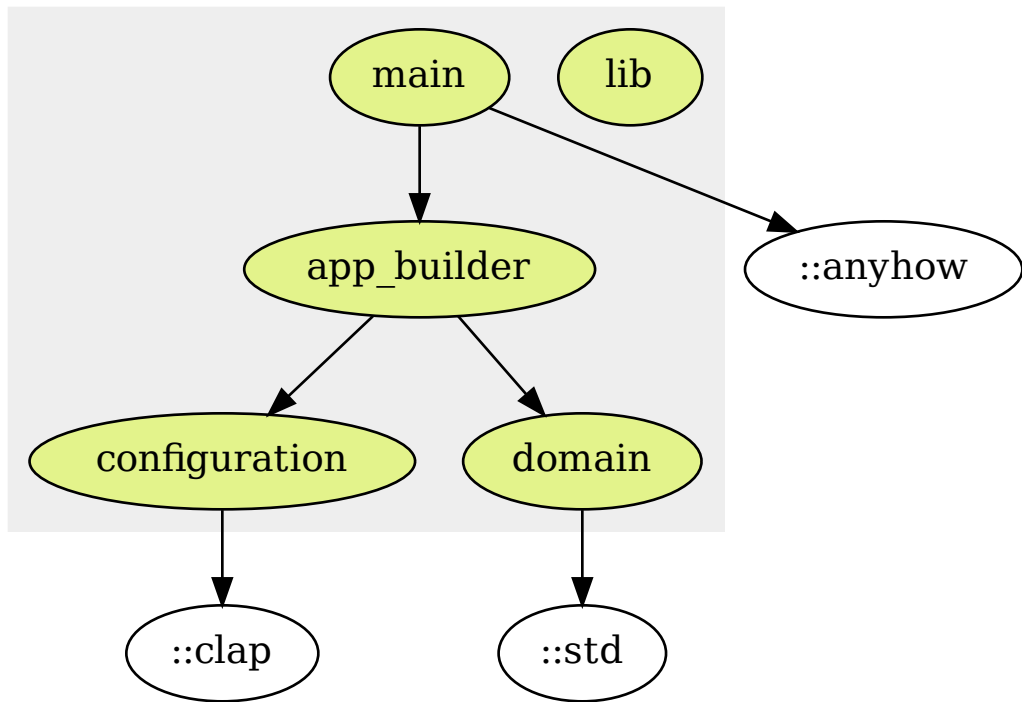 main
lib
app_builder
::anyhow
configuration
domain
::clap
::std